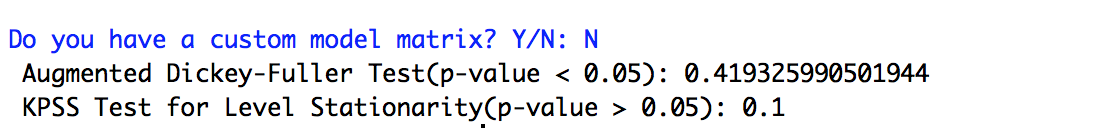 Do you have a custom model matrix? Y/N: N
Augmented Dickey-Fuller Test(p-value < 0.05): 0.419325990501944
KPSS Test for Level Stationarity(p-value > 0.05): 0.1